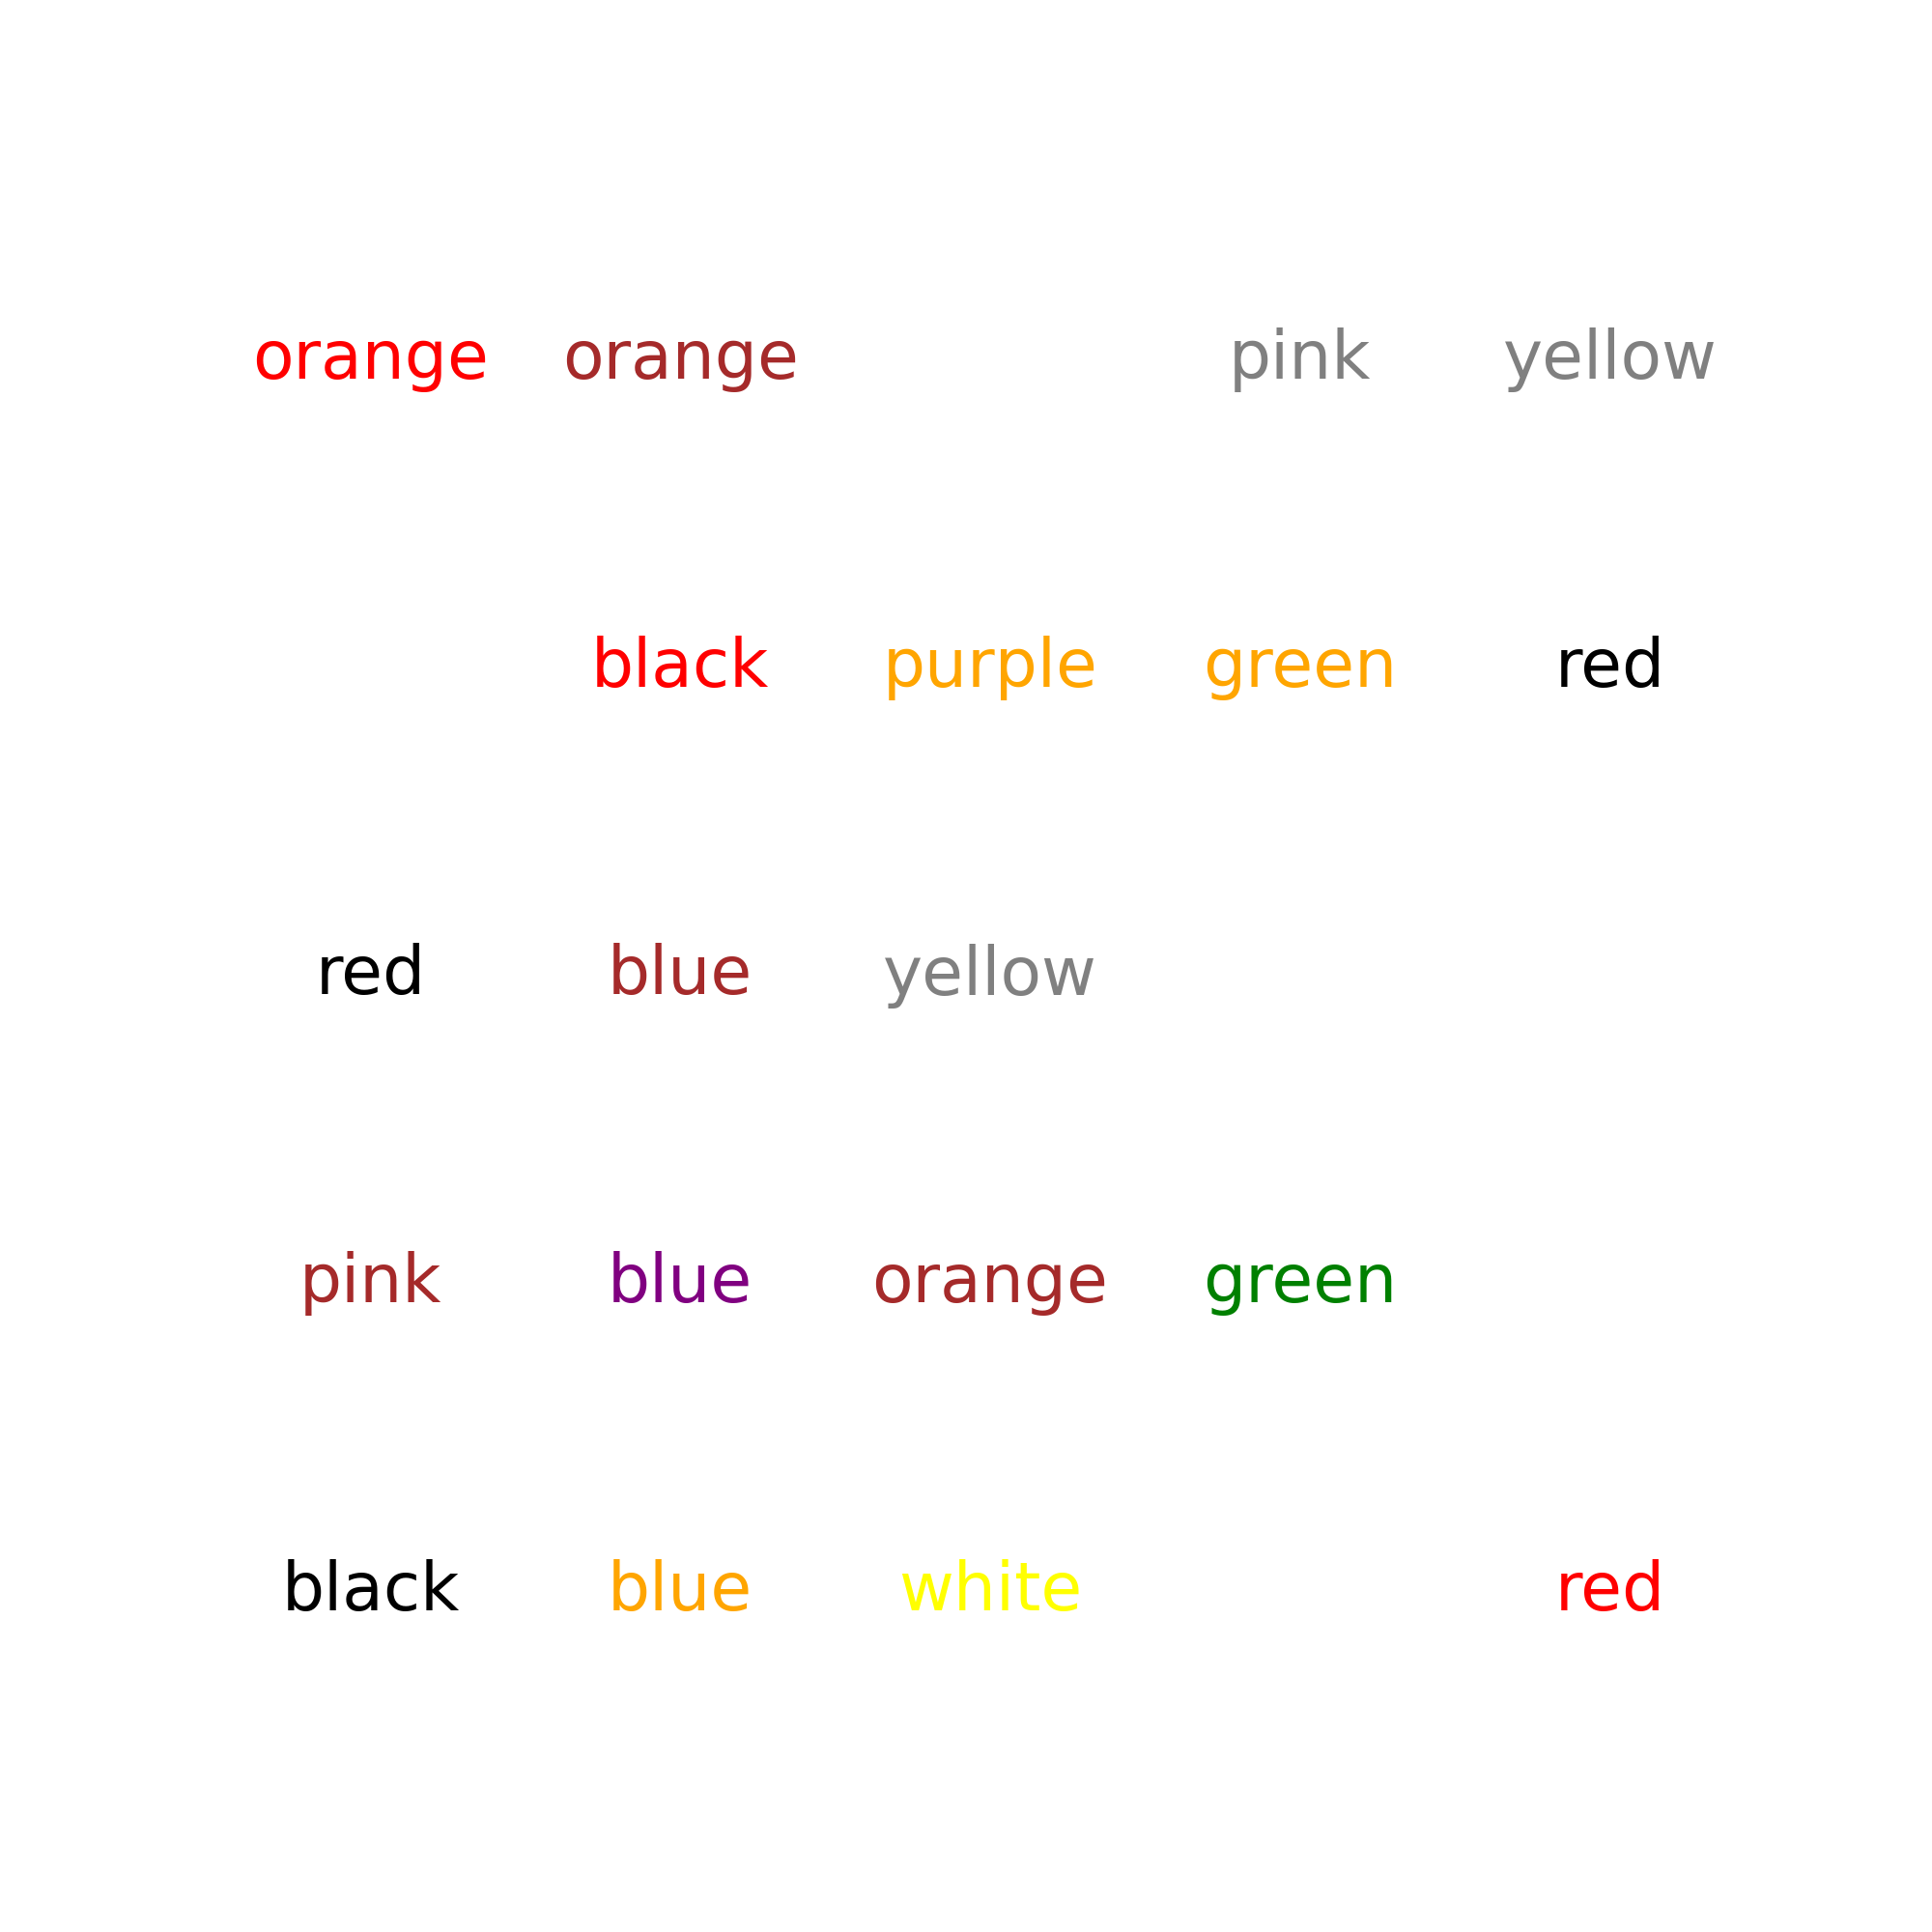 orange orange pink yellow
black purple green red
red blue yellow
pink blue orange green
black blue white red